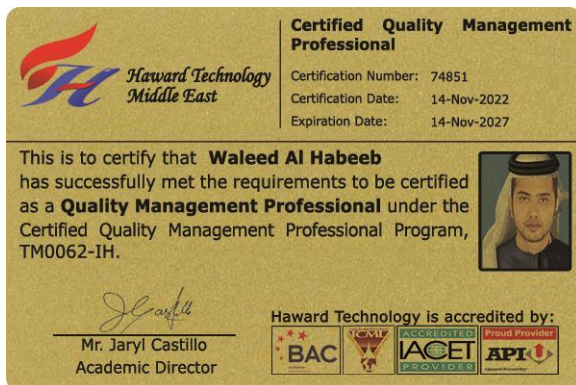 Haward Technology
Middle East
Certified Quality Management
Professional
Certification Number: 74851
Certification Date: 14-Nov-2022
Expiration Date: 14-Nov-2027
This is to certify that Waleed Al Habeeb
has successfully met the requirements to be certified
as a Quality Management Professional under the
Certified Quality Management Professional Program,
TM0062-IH.
Mr. Jaryl Castillo
Academic Director
Haward Technology is accredited by:
BAC
ACCREDITED
IACET
PROVIDER
Proud Provider
API